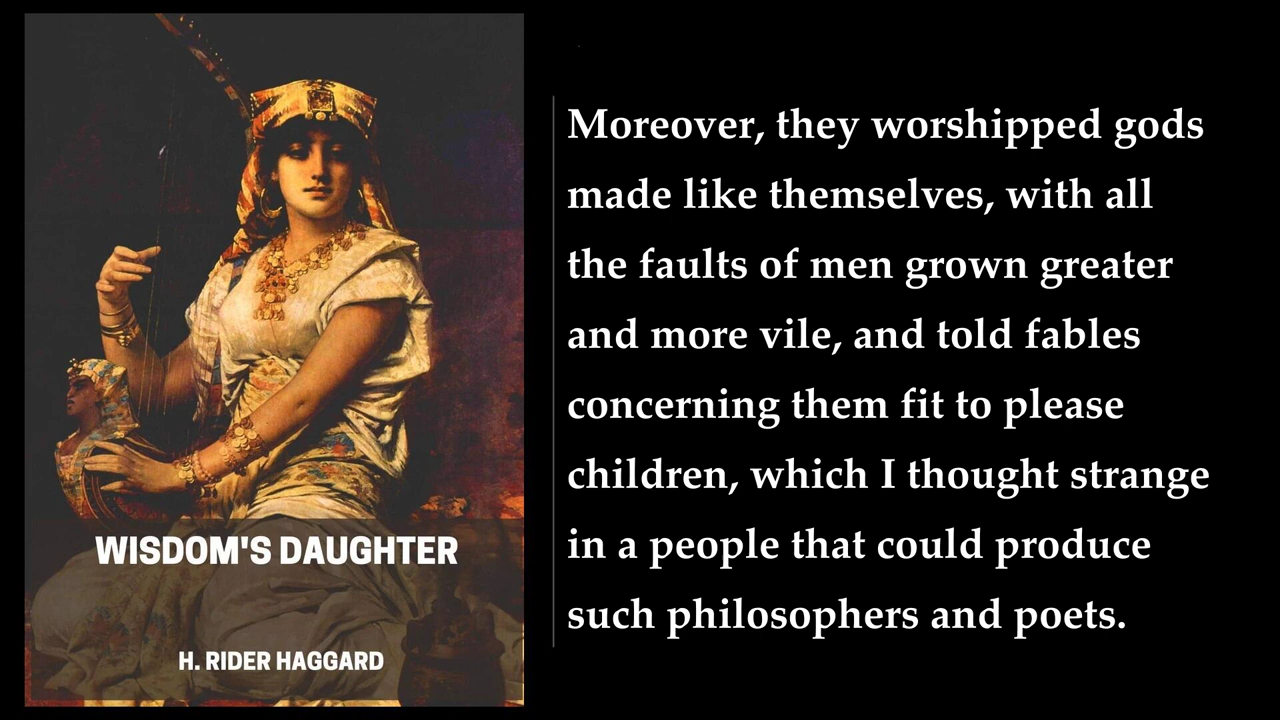 WISDOM'S DAUGHTER
H. RIDER HAGGARD
Moreover, they worshipped gods
made like themselves, with all
the faults of men grown greater
and more vile, and told fables
concerning them fit to please
children, which I thought strange
in a people that could produce
such philosophers and poets.